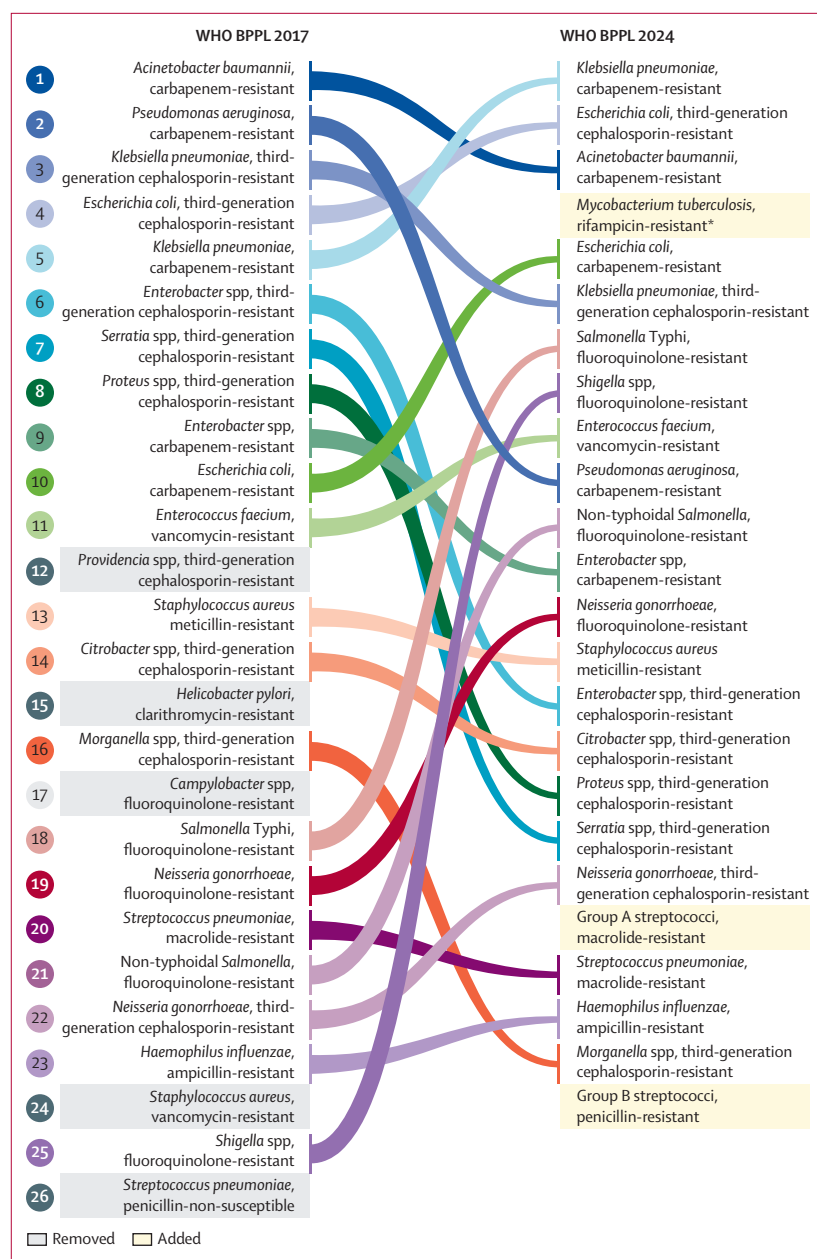 WHO BPPL 2017
WHO BPPL 2024
1
Acinetobacter baumannii,
carbapenem-resistant
2
Pseudomonas aeruginosa,
carbapenem-resistant
3
Klebsiella pneumoniae, third-
generation cephalosporin-resistant
4
Escherichia coli, third-generation
cephalosporin-resistant
5
Klebsiella pneumoniae,
carbapenem-resistant
6
Enterobacter spp, third-
generation cephalosporin-resistant
7
Serratia spp, third-generation
cephalosporin-resistant
8
Proteus spp, third-generation
cephalosporin-resistant
9
Enterobacter spp,
carbapenem-resistant
10
Escherichia coli,
carbapenem-resistant
11
Enterococcus faecium,
vancomycin-resistant
12
Providencia spp, third-generation
cephalosporin-resistant
13
Staphylococcus aureus
meticillin-resistant
14
Citrobacter spp, third-generation
cephalosporin-resistant
15
Helicobacter pylori,
clarithromycin-resistant
16
Morganella spp, third-generation
cephalosporin-resistant
17
Campylobacter spp,
fluoroquinolone-resistant
18
Salmonella Typhi,
fluoroquinolone-resistant
19
Neisseria gonorrhoeae,
fluoroquinolone-resistant
20
Streptococcus pneumoniae,
macrolide-resistant
21
Non-typhoidal Salmonella,
fluoroquinolone-resistant
22
Neisseria gonorrhoeae, third-
generation cephalosporin-resistant
23
Haemophilus influenzae,
ampicillin-resistant
24
Staphylococcus aureus,
vancomycin-resistant
25
Shigella spp,
fluoroquinolone-resistant
26
Streptococcus pneumoniae,
penicillin-non-susceptible
Klebsiella pneumoniae,
carbapenem-resistant
Escherichia coli, third-generation
cephalosporin-resistant
Acinetobacter baumannii,
carbapenem-resistant
Mycobacterium tuberculosis,
rifampicin-resistant*
Escherichia coli,
carbapenem-resistant
Klebsiella pneumoniae, third-
generation cephalosporin-resistant
Salmonella Typhi,
fluoroquinolone-resistant
Shigella spp,
fluoroquinolone-resistant
Enterococcus faecium,
vancomycin-resistant
Pseudomonas aeruginosa,
carbapenem-resistant
Non-typhoidal Salmonella,
fluoroquinolone-resistant
Enterobacter spp,
carbapenem-resistant
Neisseria gonorrhoeae,
fluoroquinolone-resistant
Staphylococcus aureus
meticillin-resistant
Enterobacter spp, third-generation
cephalosporin-resistant
Citrobacter spp, third-generation
cephalosporin-resistant
Proteus spp, third-generation
cephalosporin-resistant
Serratia spp, third-generation
cephalosporin-resistant
Neisseria gonorrhoeae, third-
generation cephalosporin-resistant
Group A streptococci,
macrolide-resistant
Streptococcus pneumoniae,
macrolide-resistant
Haemophilus influenzae,
ampicillin-resistant
Morganella spp, third-generation
cephalosporin-resistant
Group B streptococci,
penicillin-resistant
Removed
Added